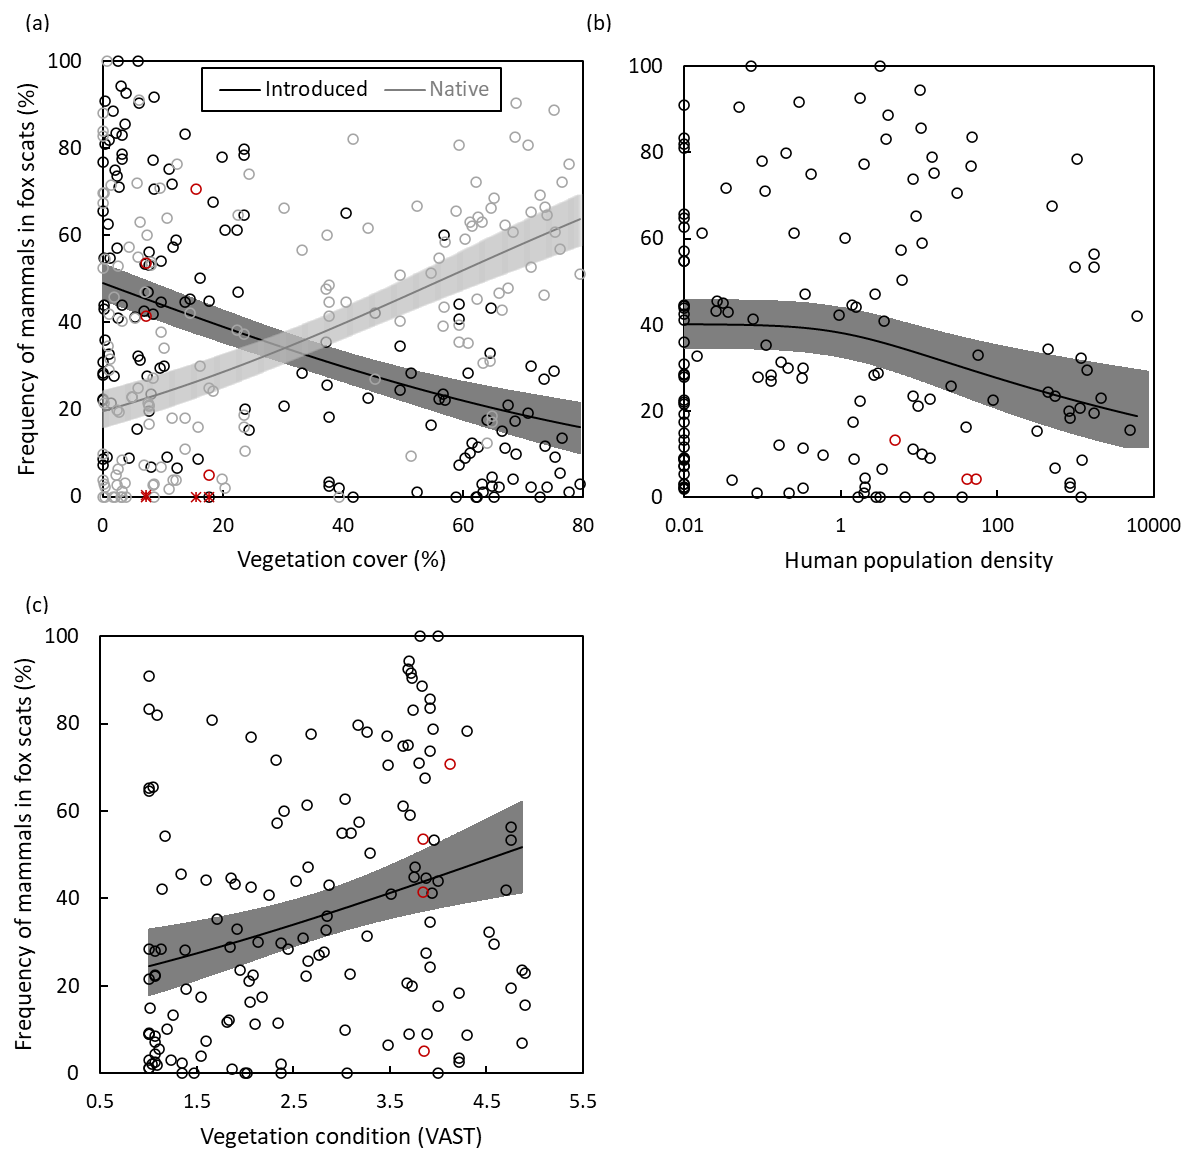 (a)
Frequency of mammals in fox scats (%)
100
80
60
40
20
0
Introduced Native
0 20 40 60 80
Vegetation cover (%)
(b)
100
80
60
40
20
0
0.01 1 100 10000
Human population density
(c)
Frequency of mammals in fox scats (%)
100
80
60
40
20
0
0.5 1.5 2.5 3.5 4.5 5.5
Vegetation condition (VAST)